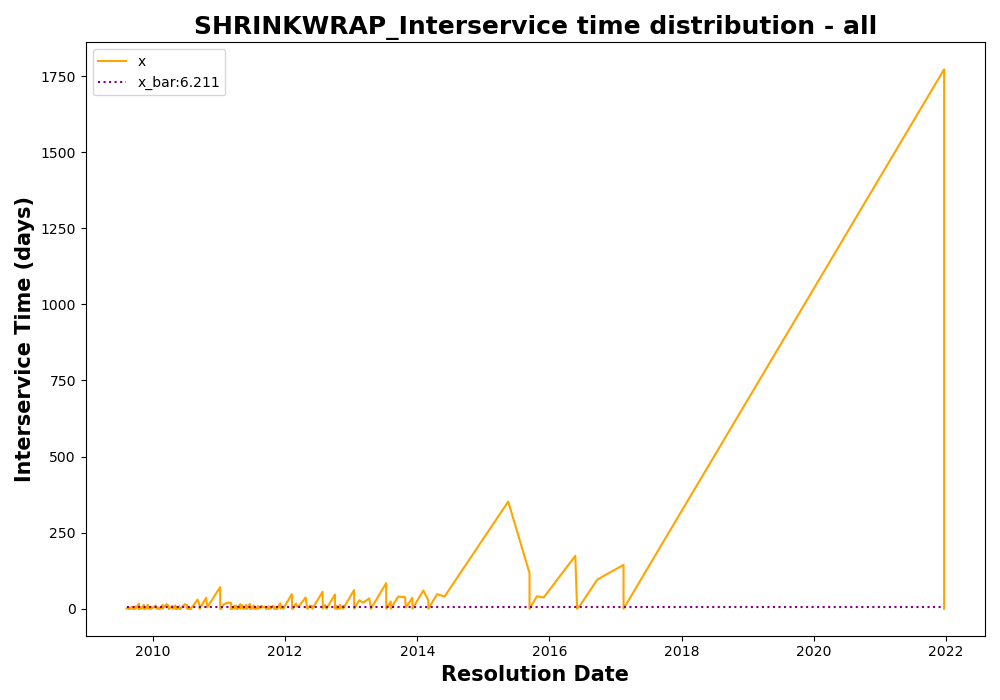 SHRINKWRAP_Interservice time distribution - all
x
x_bar:6.211
Interservice Time (days)
1750
1500
1250
1000
750
500
250
0
2010 2012 2014 2016 2018 2020 2022
Resolution Date